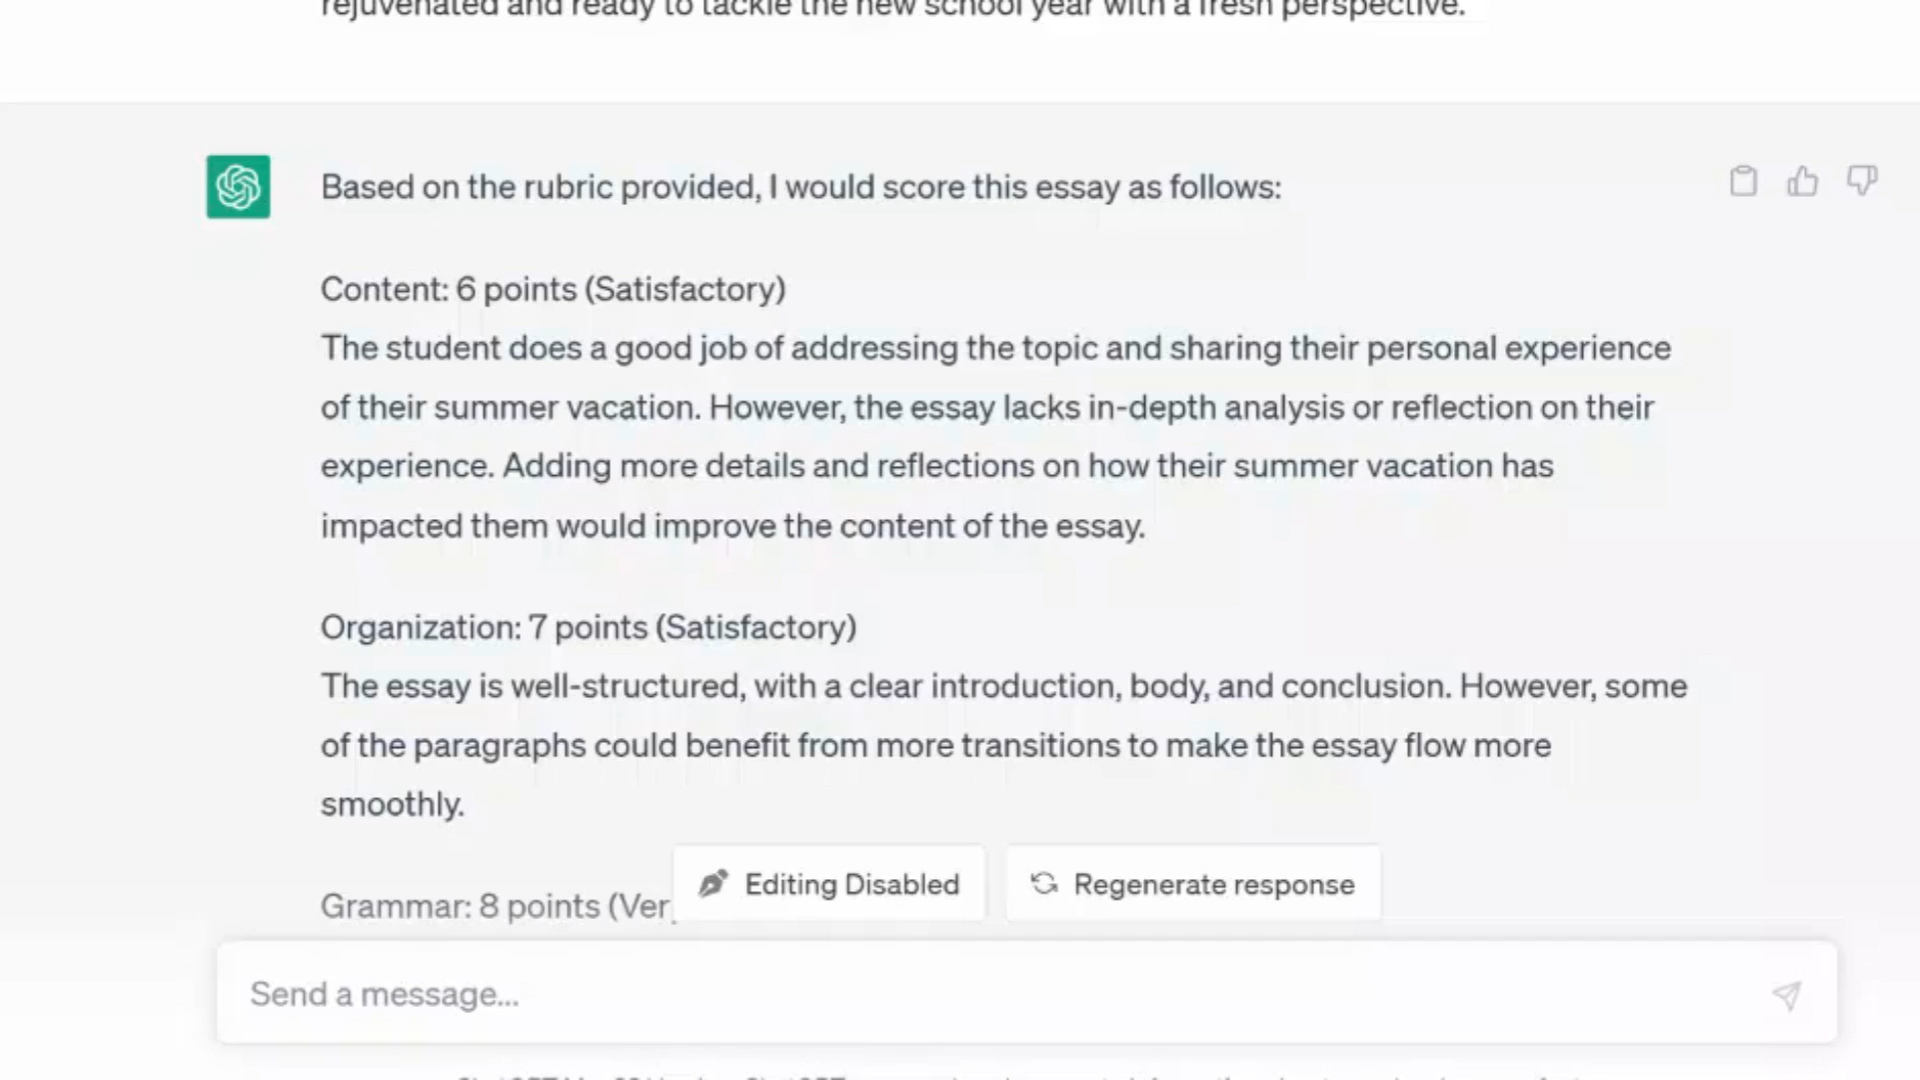 rejuvenated and ready to tackle the new school year with a fresh perspective.
Based on the rubric provided, I would score this essay as follows:
Content: 6 points (Satisfactory)
The student does a good job of addressing the topic and sharing their personal experience
of their summer vacation. However, the essay lacks in-depth analysis or reflection on their
experience. Adding more details and reflections on how their summer vacation has
impacted them would improve the content of the essay.
Organization: 7 points (Satisfactory)
The essay is well-structured, with a clear introduction, body, and conclusion. However, some
of the paragraphs could benefit from more transitions to make the essay flow more
smoothly.
Editing Disabled
Regenerate response
Grammar: 8 points (Ver
Send a message...